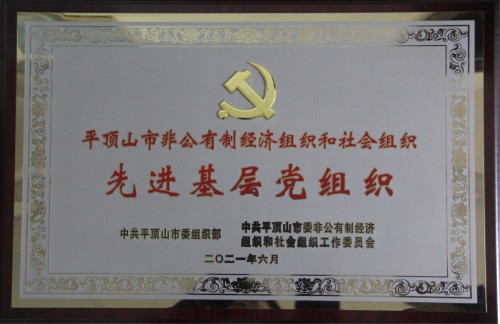 平顶山市非公有制经济组织和社会组织
先进基层党组织
中共平顶山市委组织部
中共平顶山市委非公有制经济
组织和社会组织工作委员会
二〇二一年六月